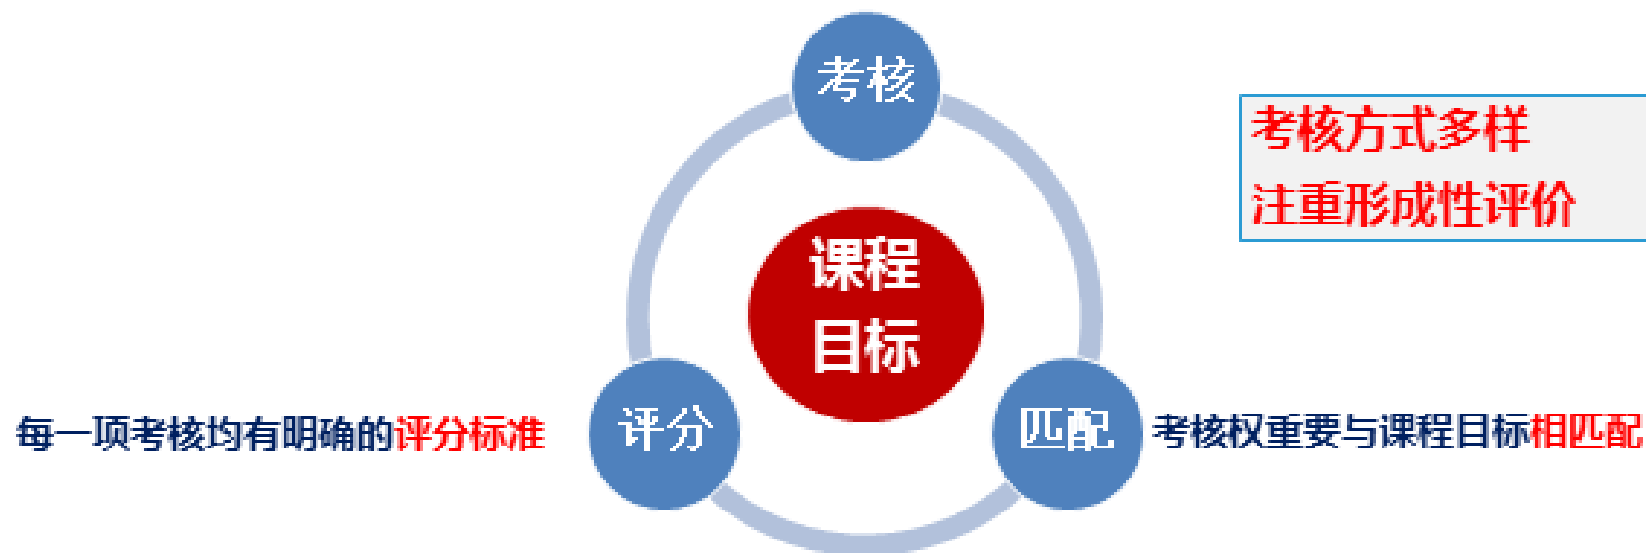 考核
考核方式多样
注重形成性评价
课程
目标
评分
匹配
每一项考核均有明确的评分标准
考核权重要与课程目标相匹配